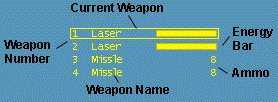 Current Weapon
1 Laser
Energy Bar
Weapon Number
2 Laser
3 Missle 8
4 Missle 8
Ammo
Weapon Name